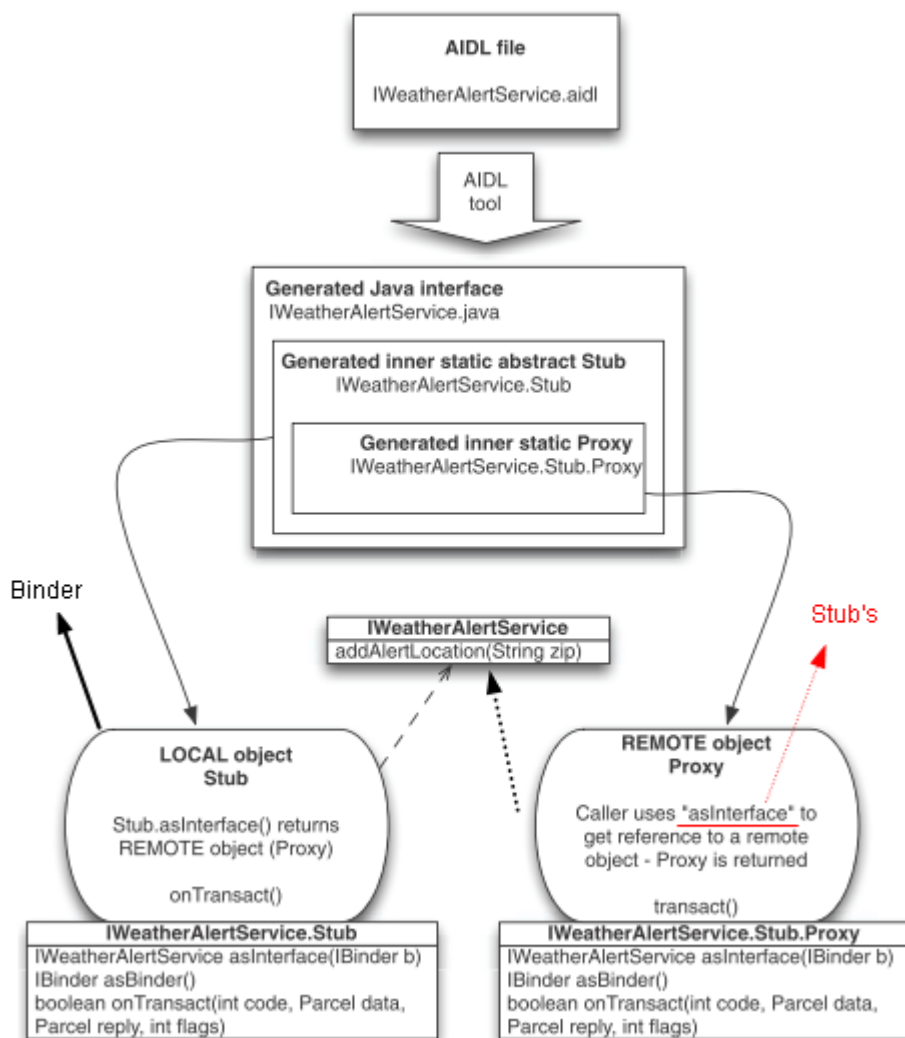 AIDL file
IWeatherAlertService.aidl
AIDL
tool
Generated Java interface
IWeatherAlertService.java
Generated inner static abstract Stub
IWeatherAlertService.Stub
Generated inner static Proxy
IWeatherAlertService.Stub.Proxy
Binder
Stub's
IWeatherAlertService
addAlertLocation(String zip)
LOCAL object
Stub
Stub.asInterface() returns
REMOTE object (Proxy)
onTransact()
IWeatherAlertService.Stub
IWeatherAlertService asInterface(IBinder b)
IBinder asBinder()
boolean onTransact(int code, Parcel data,
Parcel reply, int flags)
REMOTE object
Proxy
Caller uses "asInterface" to
get reference to a remote
object - Proxy is returned
transact()
IWeatherAlertService.Stub.Proxy
IWeatherAlertService asInterface(IBinder b)
IBinder asBinder()
boolean onTransact(int code, Parcel data,
Parcel reply, int flags)